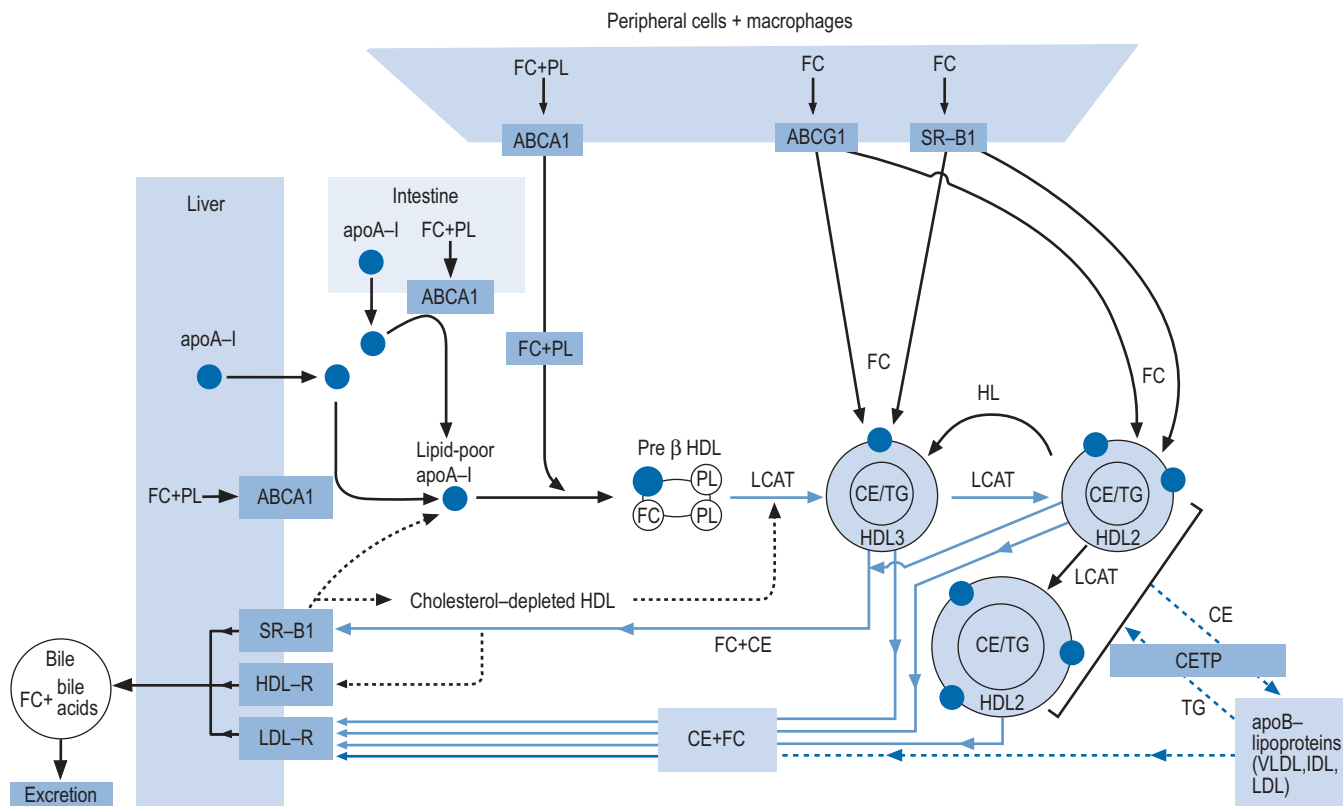 Peripheral cells + macrophages
FC+PL
FC
FC
ABCA1
ABCG1
SR–B1
Liver
Intestine
apoA–I
FC+PL
ABCA1
apoA–I
FC+PL
FC
FC
HL
Lipid-poor
apoA–I
Pre β HDL
PL
FC
PL
LCAT
CE/TG
HDL3
LCAT
CE/TG
HDL2
FC+PL
ABCA1
LCAT
Cholesterol–depleted HDL
SR–B1
FC+CE
CE/TG
HDL2
CE
CETP
TG
HDL–R
Bile
FC+
bile
acids
LDL–R
CE+FC
apoB–
lipoproteins
(VLDL,IDL,
LDL)
Excretion